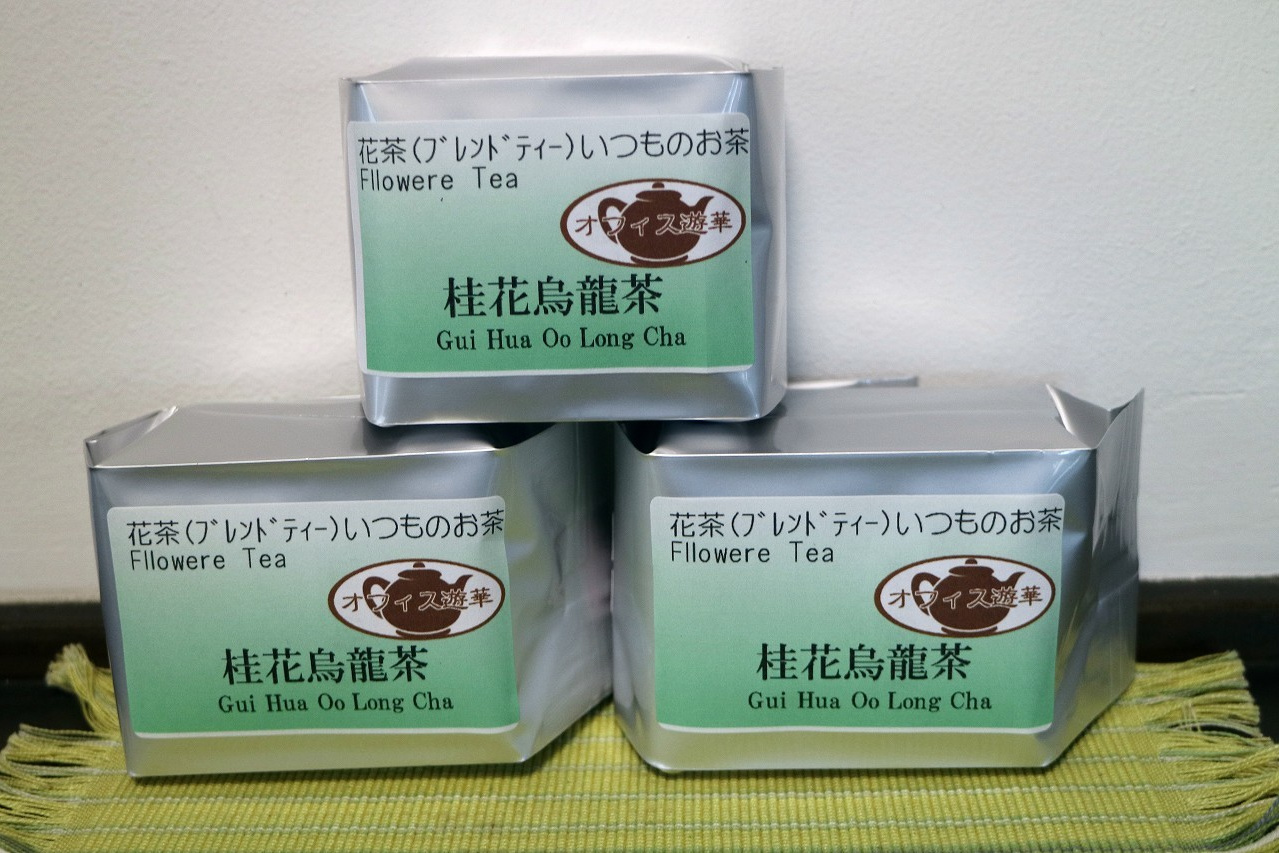 花茶(ﾌﾞﾚﾝﾄﾞﾃｨｰ)いつものお茶
Fllowere Tea
オフィス遊華
桂花烏龍茶
Gui Hua Oo Long Cha
花茶(ﾌﾞﾚﾝﾄﾞﾃｨｰ)いつものお茶
Fllowere Tea
オフィス遊華
桂花烏龍茶
Gui Hua Oo Long Cha
花茶(ﾌﾞﾚﾝﾄﾞﾃｨｰ)いつものお茶
Fllowere Tea
オフィス遊華
桂花烏龍茶
Gui Hua Oo Long Cha